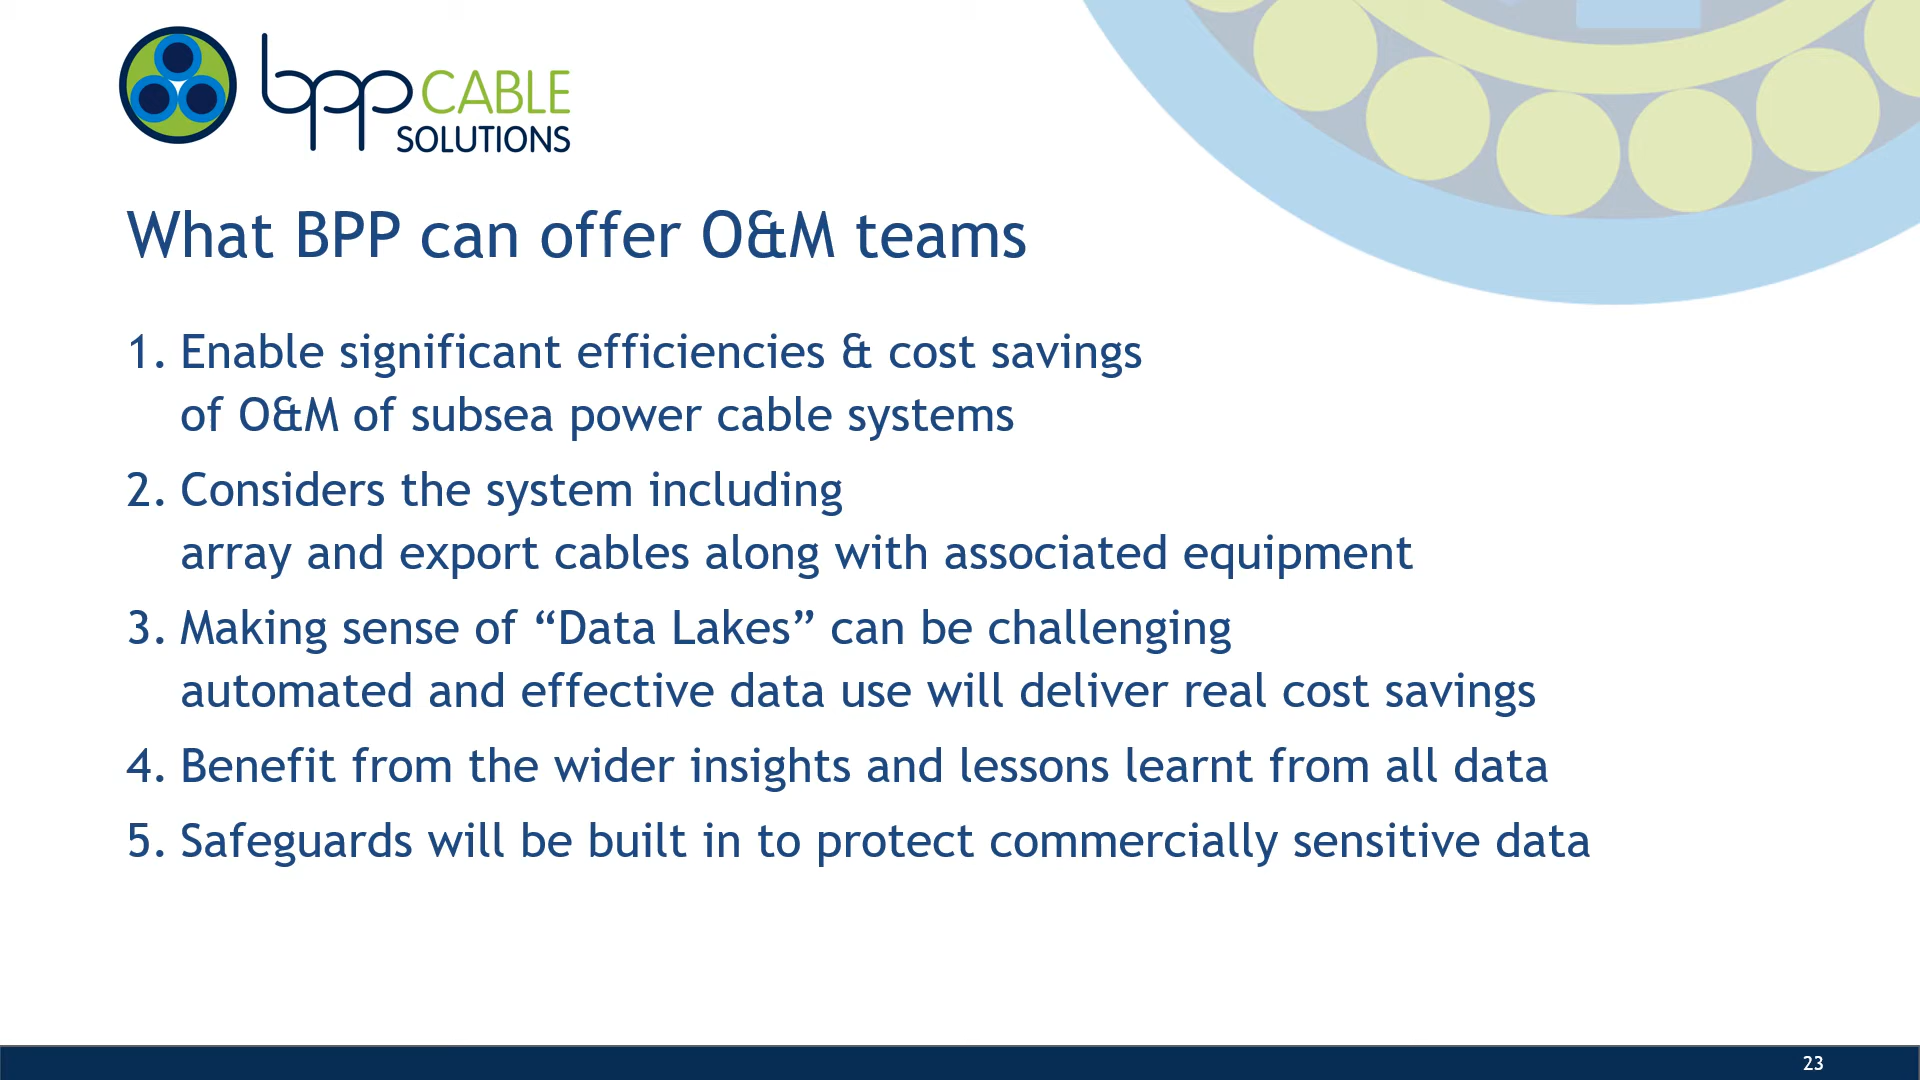 bpp CABLE
SOLUTIONS
What BPP can offer O&M teams
1. Enable significant efficiencies & cost savings
of O&M of subsea power cable systems
2. Considers the system including
array and export cables along with associated equipment
3. Making sense of “Data Lakes” can be challenging
automated and effective data use will deliver real cost savings
4. Benefit from the wider insights and lessons learnt from all data
5. Safeguards will be built in to protect commercially sensitive data
23